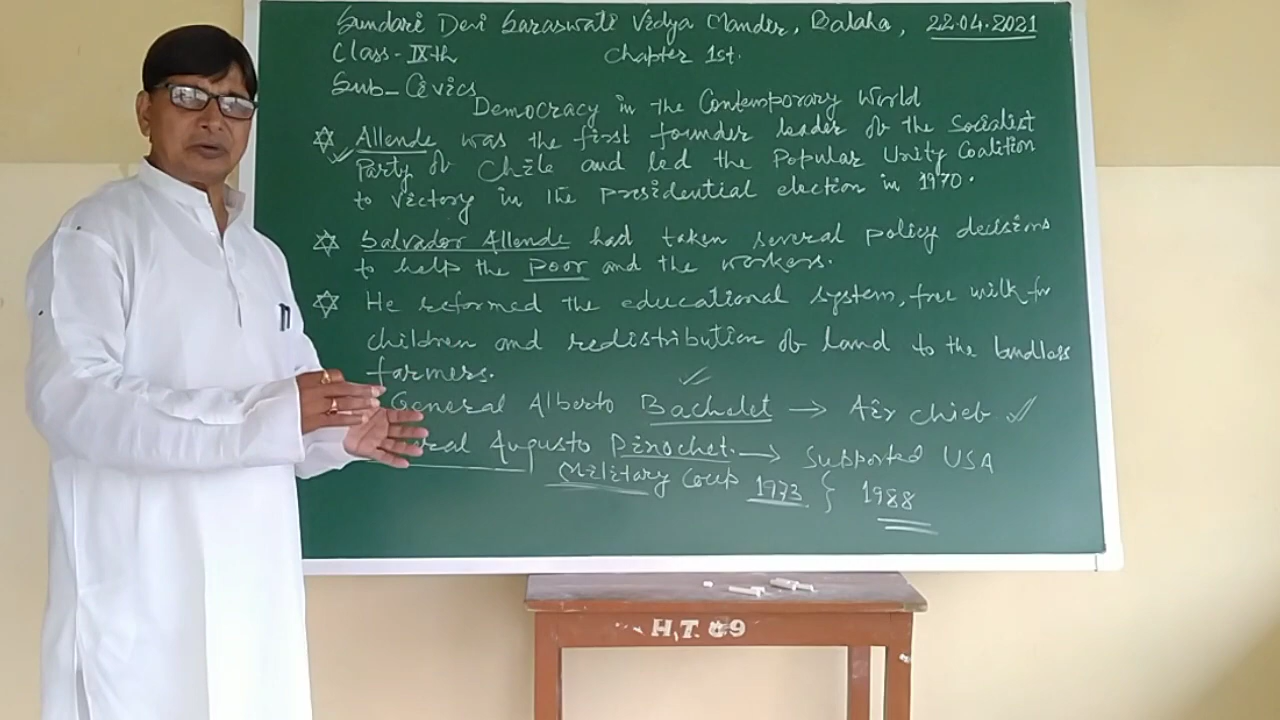 Sundari Devi Saraswati Vidya Mander, Balaha, 22.04.2021
Class-IXth Chapter 1st.
Sub-Civics
Democracy in the Contemporary World
Allende was the first founder leader of the Socialist
Party of Chile and led the Popular Unity Coalition
to victory in the presidential election in 1970.
Salvador Allende had taken several policy decisions
to help the poor and the workers.
He reformed the educational system, free milk for
children and redistribution of land to the landless
farmers.
General Alberto Bachelet → Air chief
Augusto Pinochet. → Supported USA
Military Coup 1973 } 1988
H.T. 09